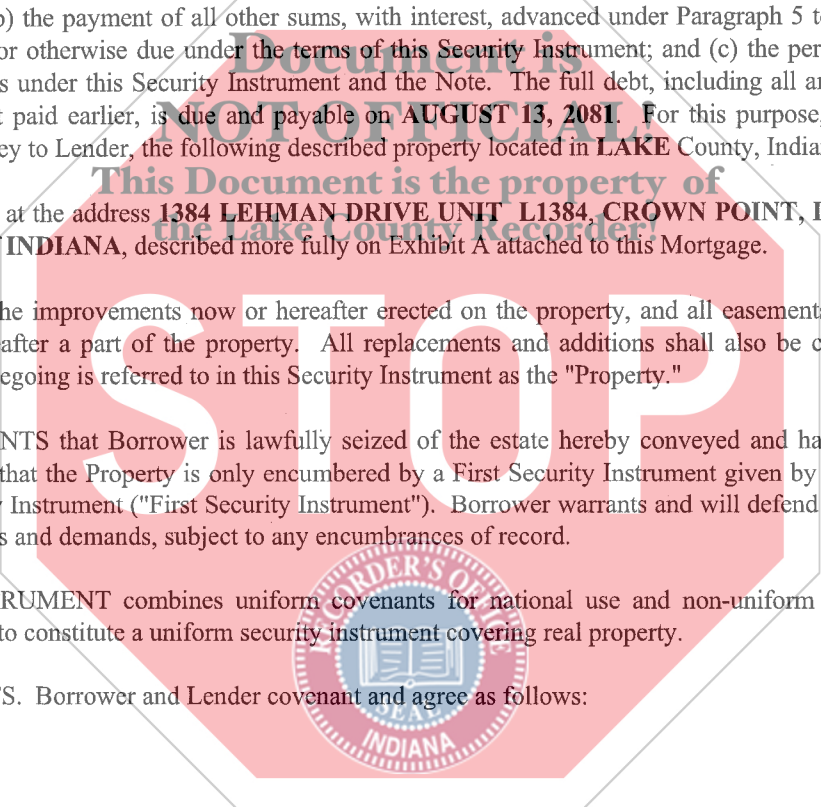 ) the payment of all other sums, with interest, advanced under Paragraph 5 t
or otherwise due under the terms of this Security Instrument; and (c) the per
s under this Security Instrument and the Note. The full debt, including all a
t paid earlier, is due and payable on AUGUST 13, 2081. For this purpose,
ey to Lender, the following described property located in LAKE County, India
at the address 1384 LEHMAN DRIVE UNIT L1384, CROWN POINT, I
INDIANA, described more fully on Exhibit A attached to this Mortgage.
he improvements now or hereafter erected on the property, and all easement
after a part of the property. All replacements and additions shall also be c
egoing is referred to in this Security Instrument as the "Property."
NTS that Borrower is lawfully seized of the estate hereby conveyed and ha
that the Property is only encumbered by a First Security Instrument given by
y Instrument ("First Security Instrument"). Borrower warrants and will defend
s and demands, subject to any encumbrances of record.
RUMENT combines uniform covenants for national use and non-uniform
to constitute a uniform security instrument covering real property.
S. Borrower and Lender covenant and agree as follows:
Document is
NOT OFFICIAL!
This Document is the property of
the Lake County Recorder!
STOP
RECORDER'S OFFICE
SEAL
INDIANA